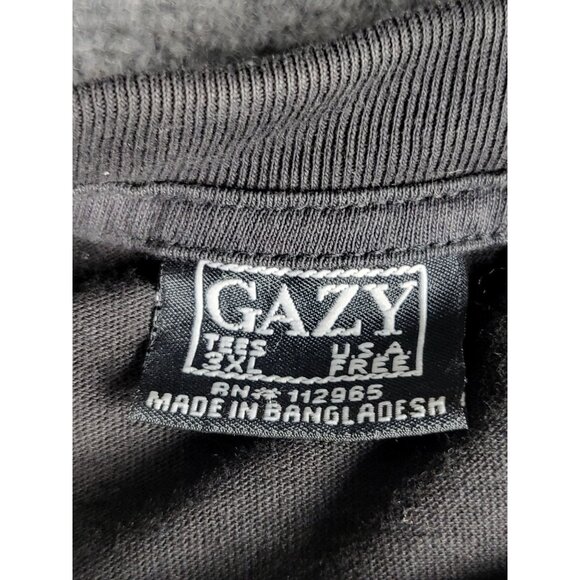 GAZY
TEES U.S.A.
3XL FREE
RN# 112965
MADE IN BANGLADESH